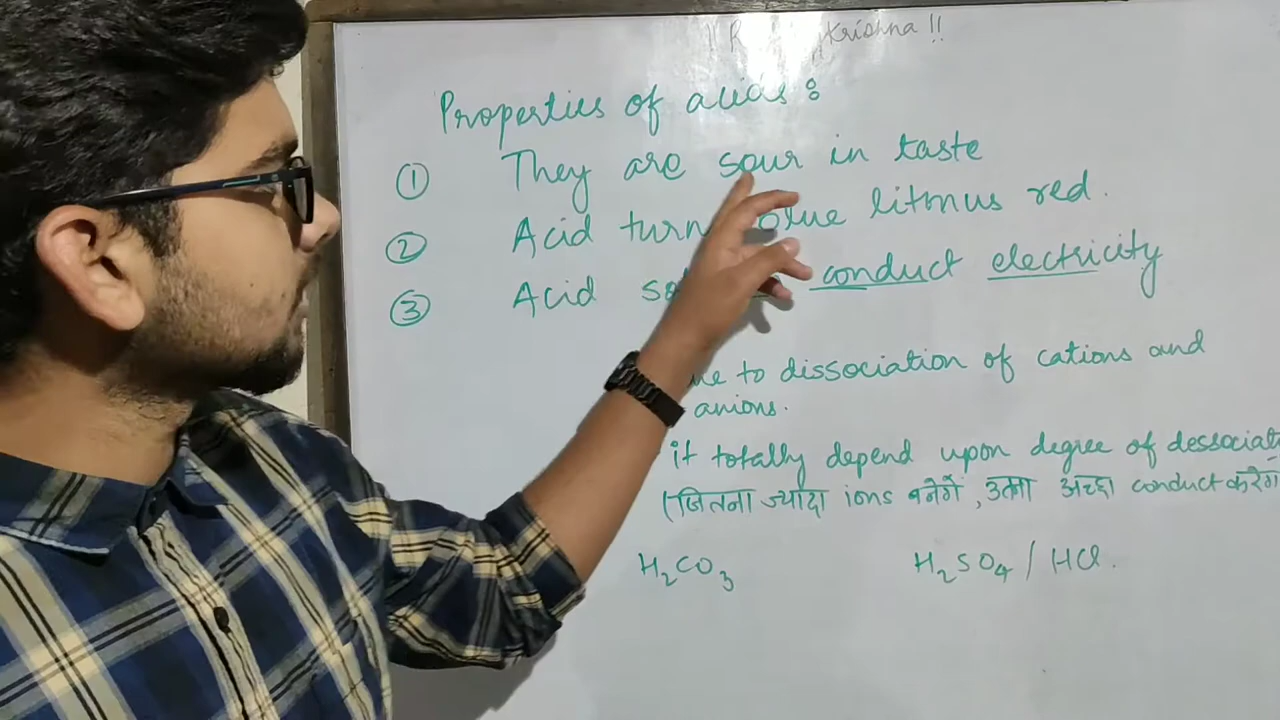 || R Krishna !!
Properties of acids :
① They are sour in taste
② Acid turn blue litmus red.
③ Acid conduct electricity
to dissociation of cations and
anions.
it totally depend upon degree of
(जितना ज्यादा ions बनेगें , उतना अच्छा conduct करेगा
H₂CO₃ H₂SO₄ / HCl.